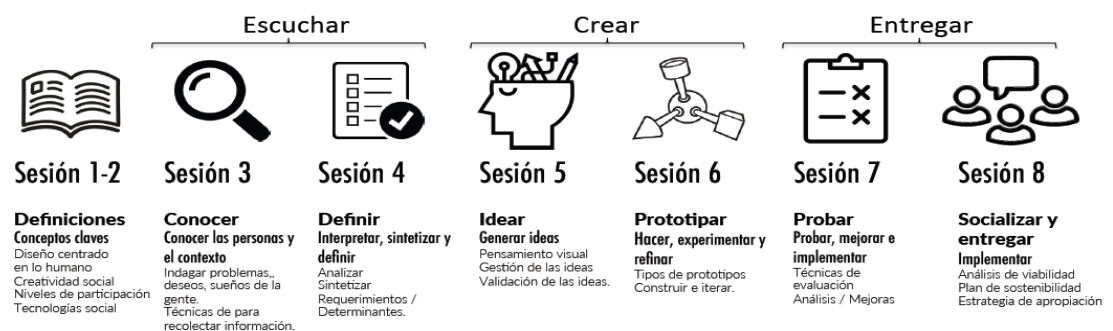 Escuchar
Crear
Entregar
Sesión 1-2
Definiciones
Conceptos claves
Diseño centrado
en lo humano
Creatividad social
Niveles de participación
Tecnologías social
Sesión 3
Conocer
Conocer las personas y
el contexto
Indagar problemas,,
deseos, sueños de la
gente.
Técnicas de para
recolectar información.
Sesión 4
Definir
Interpretar, sintetizar y
definir
Analizar
Sintetizar
Requerimientos /
Determinantes.
Sesión 5
Idear
Generar ideas
Pensamiento visual
Gestión de las ideas
Validación de las ideas.
Sesión 6
Prototipar
Hacer, experimentar y
refinar
Tipos de prototipos
Construir e iterar.
Sesión 7
Probar
Probar, mejorar e
implementar
Técnicas de
evaluación
Análisis / Mejoras
Sesión 8
Socializar y
entregar
Implementar
Análisis de viabilidad
Plan de sostenibilidad
Estrategia de apropiación